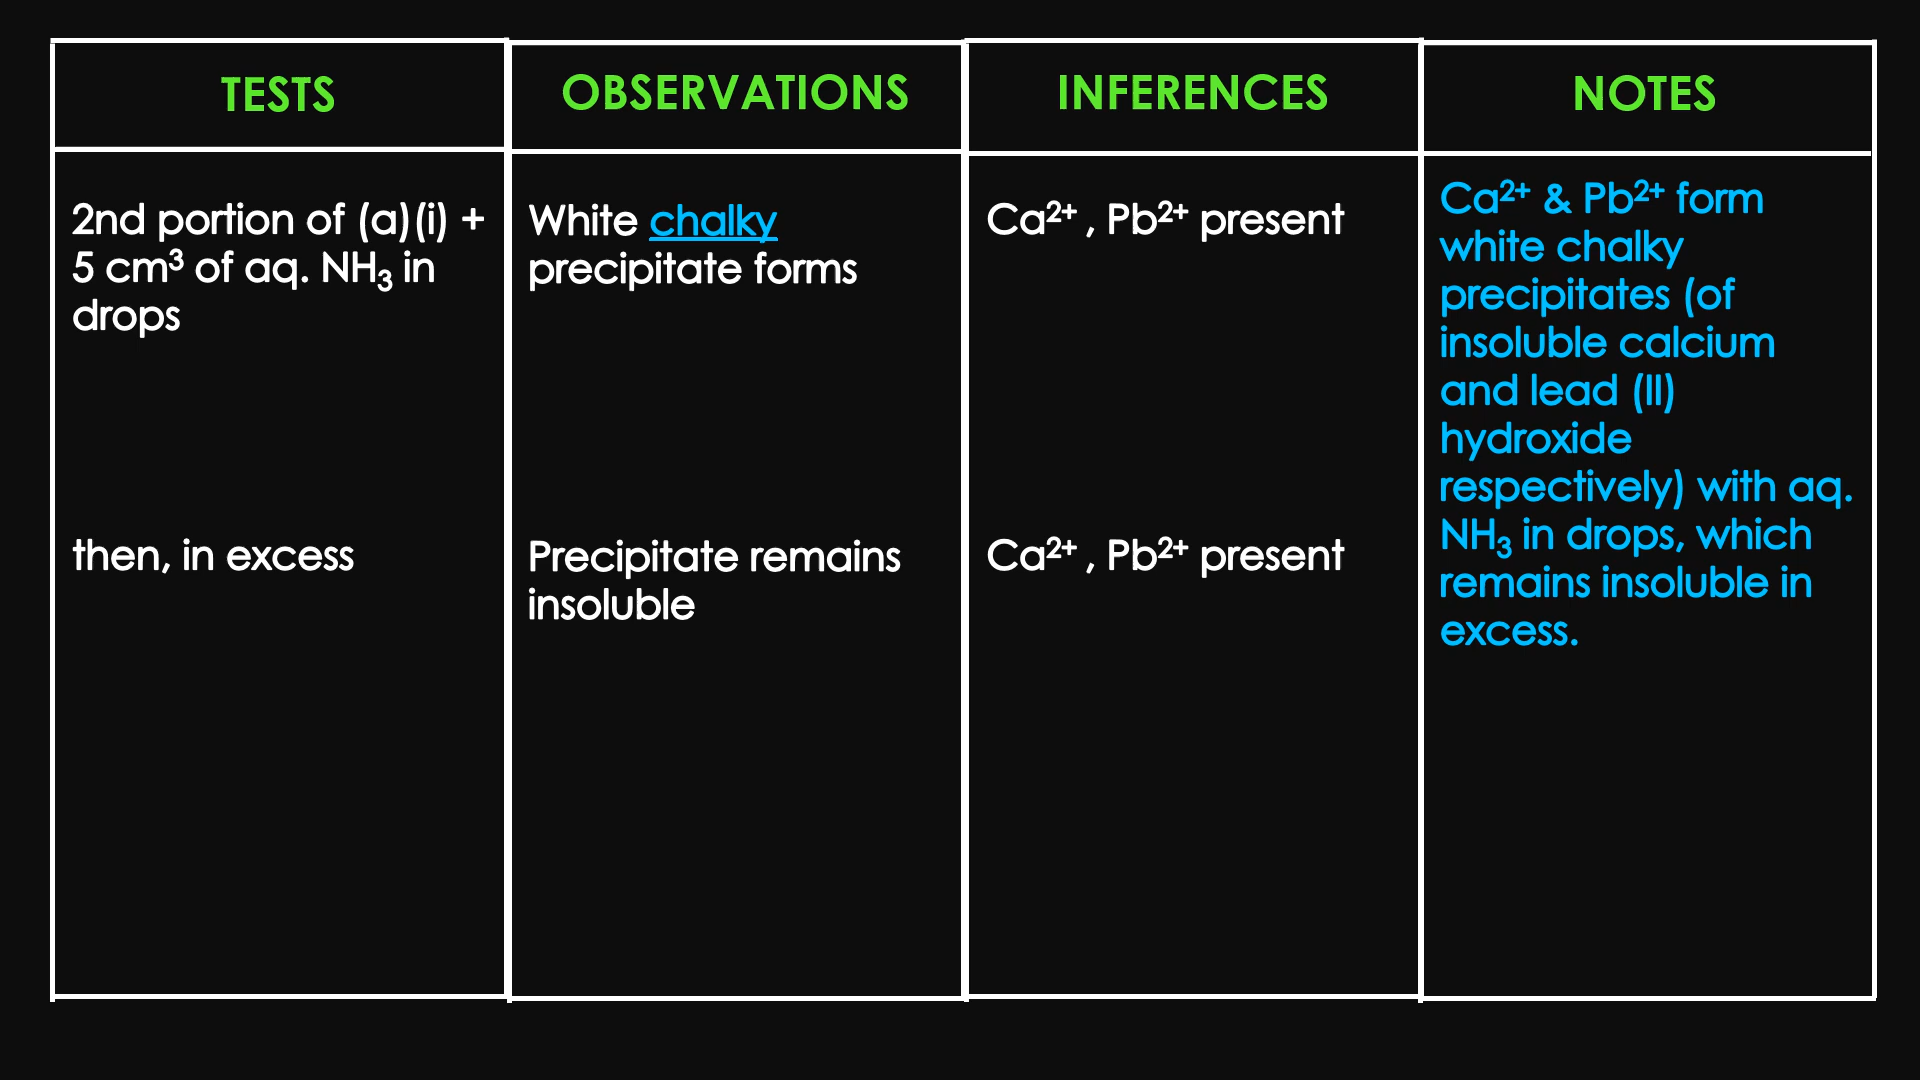 TESTS
OBSERVATIONS
INFERENCES
NOTES
2nd portion of (a)(i) +
5 cm³ of aq. NH₃ in
drops
White chalky
precipitate forms
Ca²⁺ , Pb²⁺ present
then, in excess
Precipitate remains
insoluble
Ca²⁺ , Pb²⁺ present
Ca²⁺ & Pb²⁺ form
white chalky
precipitates (of
insoluble calcium
and lead (II)
hydroxide
respectively) with aq.
NH₃ in drops, which
remains insoluble in
excess.